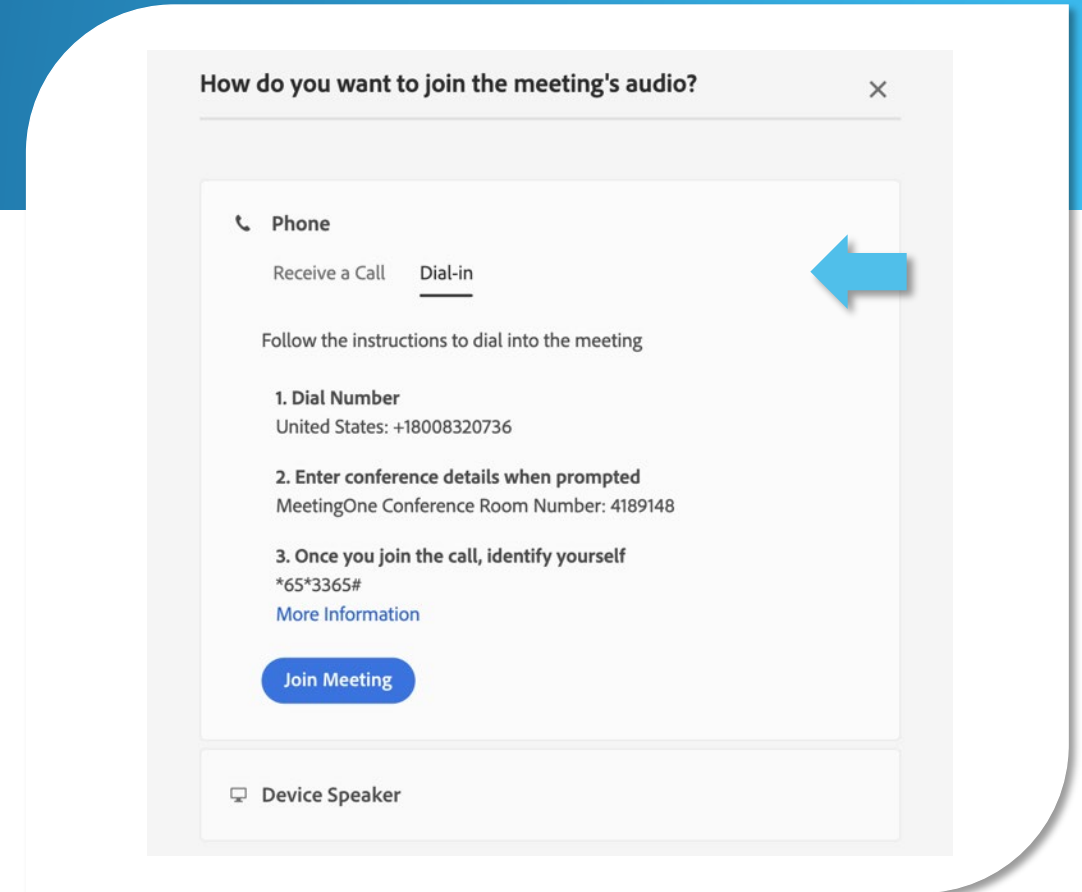 How do you want to join the meeting's audio?
Phone
Receive a Call Dial-in
Follow the instructions to dial into the meeting
1. Dial Number
United States: +18008320736
2. Enter conference details when prompted
MeetingOne Conference Room Number: 4189148
3. Once you join the call, identify yourself
*65*3365#
More Information
Join Meeting
Device Speaker